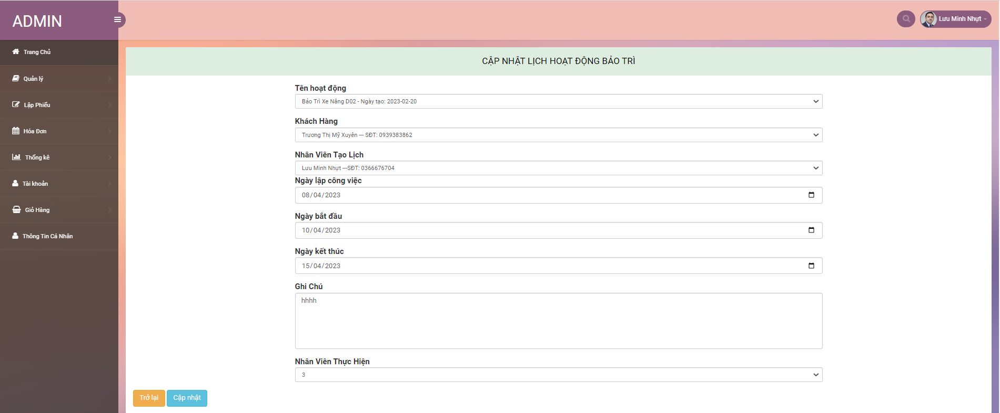 ADMIN
Lưu Minh Nhựt
Trang Chủ
Quản lý
Lập Phiếu
Hóa Đơn
Thống kê
Tài khoản
Giỏ Hàng
Thông Tin Cá Nhân
CẬP NHẬT LỊCH HOẠT ĐỘNG BẢO TRÌ
Tên hoạt động
Bảo Trì Xe Nâng D02 - Ngày tạo: 2023-02-20
Khách Hàng
Trương Thị Mỹ Xuyên --- SĐT: 0939383862
Nhân Viên Tạo Lịch
Lưu Minh Nhựt ---SĐT: 0366676704
Ngày lập công việc
08/04/2023
Ngày bắt đầu
10/04/2023
Ngày kết thúc
15/04/2023
Ghi Chú
hhhh
Nhân Viên Thực Hiện
3
Trở lại
Cập nhật